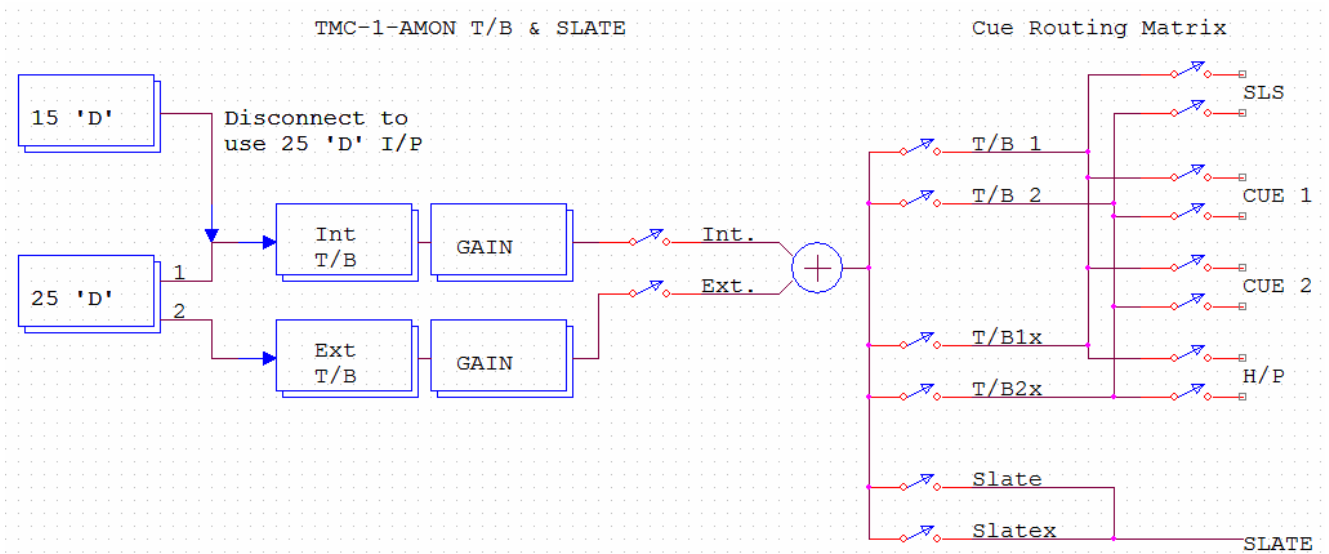 TMC-1-AMON T/B & SLATE
Cue Routing Matrix
15 'D'
Disconnect to
use 25 'D' I/P
SLS
T/B 1
T/B 2
CUE 1
Int
T/B
GAIN
Int.
25 'D'
1
2
Ext.
CUE 2
Ext
T/B
GAIN
T/B1x
T/B2x
H/P
Slate
Slatex
SLATE